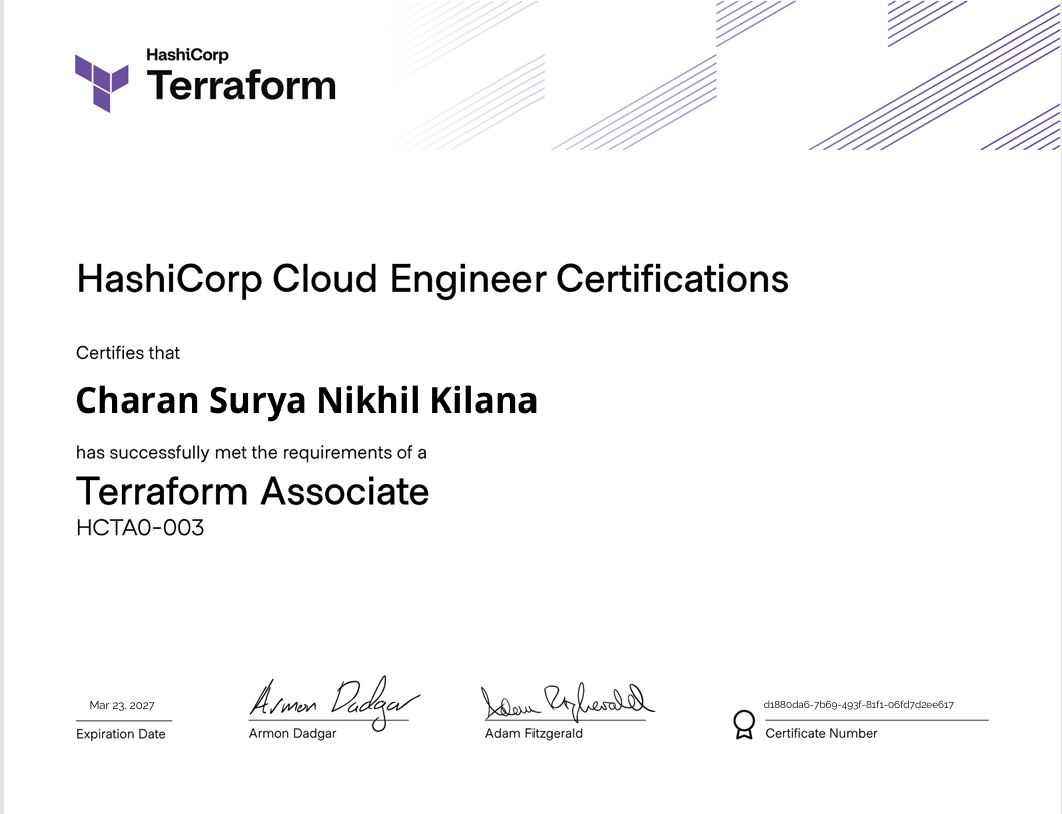 HashiCorp
Terraform
HashiCorp Cloud Engineer Certifications
Certifies that
Charan Surya Nikhil Kilana
has successfully met the requirements of a
Terraform Associate
HCTA0-003
Mar 23, 2027
Expiration Date
Armon Dadgar
Armon Dadgar
Adam Fitzgerald
Adam Fiitzgerald
d1880da6-7b69-493f-81f1-06fd7d2ee617
Certificate Number